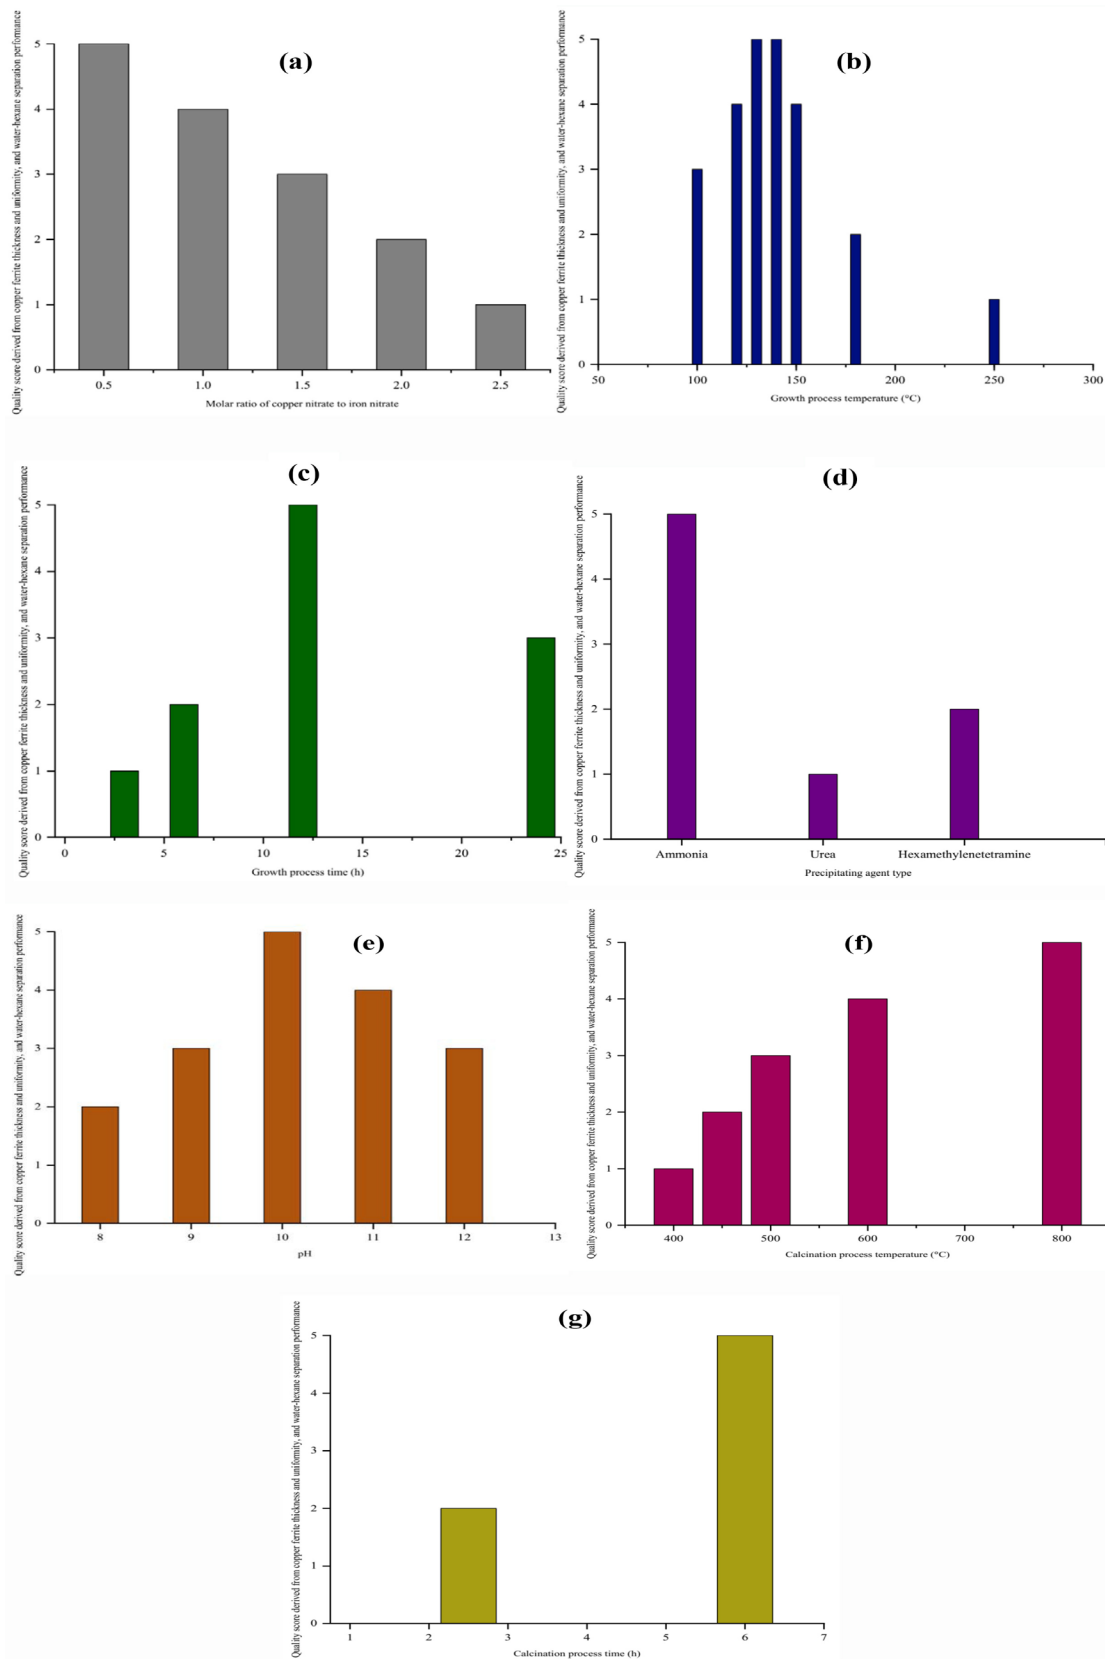 (a)
Quality score derived from copper ferrite thickness and uniformity, and water-hexane separation performance
5
4
3
2
1
0
0.5 1.0 1.5 2.0 2.5
Molar ratio of copper nitrate to iron nitrate
(b)
Quality score derived from copper ferrite thickness and uniformity, and water-hexane separation performance
5
4
3
2
1
0
50 100 150 200 250 300
Growth process temperature (°C)
(c)
Quality score derived from copper ferrite thickness and uniformity, and water-hexane separation performance
5
4
3
2
1
0
0 5 10 15 20 25
Growth process time (h)
(d)
Quality score derived from copper ferrite thickness and uniformity, and water-hexane separation performance
5
4
3
2
1
0
Ammonia Urea Hexamethylenetetramine
Precipitating agent type
(e)
Quality score derived from copper ferrite thickness and uniformity, and water-hexane separation performance
5
4
3
2
1
0
8 9 10 11 12 13
pH
(f)
Quality score derived from copper ferrite thickness and uniformity, and water-hexane separation performance
5
4
3
2
1
0
400 500 600 700 800
Calcination process temperature (°C)
(g)
Quality score derived from copper ferrite thickness and uniformity, and water-hexane separation performance
5
4
3
2
1
0
1 2 3 4 5 6 7
Calcination process time (h)